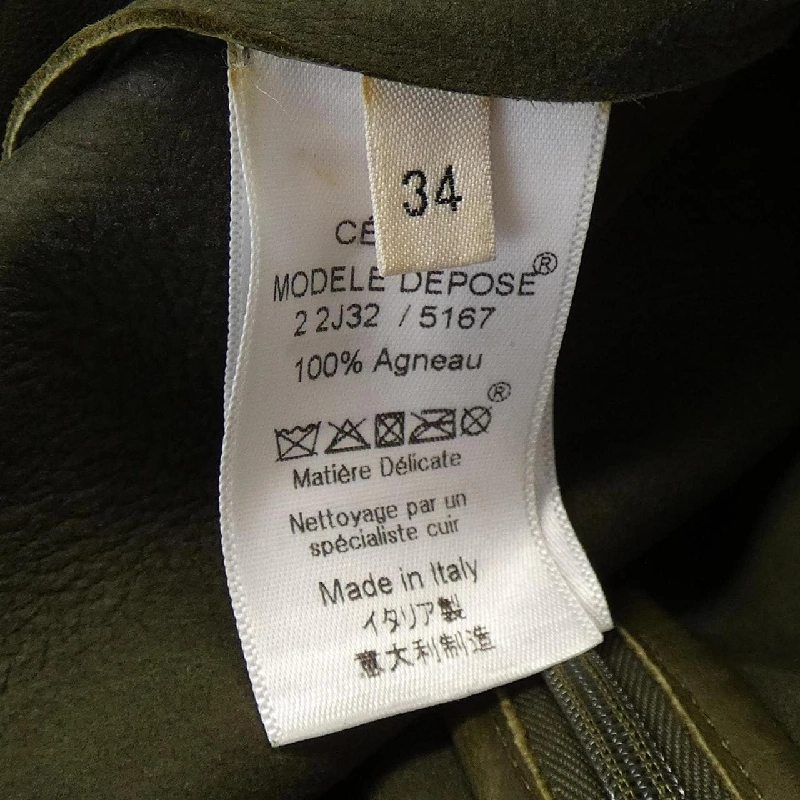 34
CÉ
MODELE DEPOSE®
2 2J32 / 5167
100% Agneau
®
Matière Délicate
Nettoyage par un
spécialiste cuir
Made in Italy
イタリア製
意大利制造